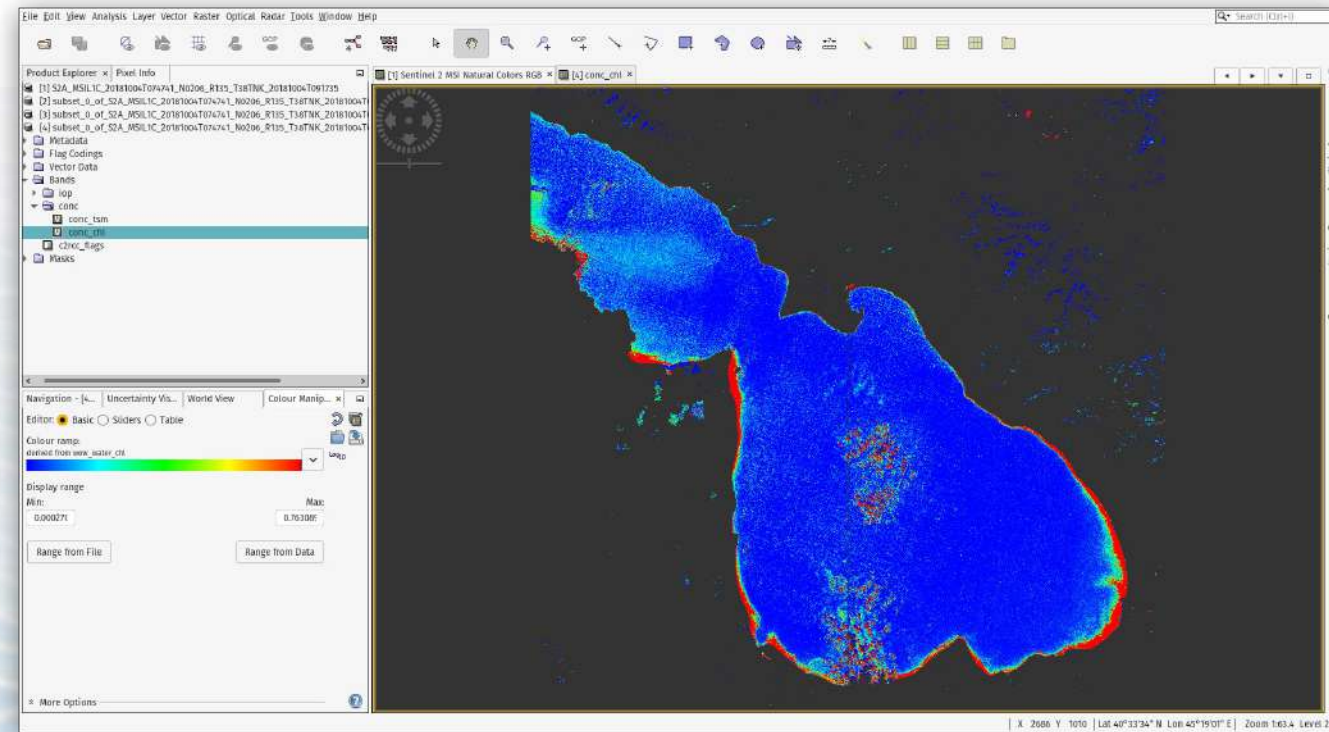 File Edit View Analysis Layer Vector Raster Optical Radar Tools Window Help
Search (Ctrl+I)
Product Explorer × Pixel Info
[1] Sentinel 2 MSI Natural Colors RGB × [4] conc_chl ×
[1] S2A_MSIL1C_20181004T074741_N0206_R135_T38TNK_20181004T091735
[2] subset_0_of_S2A_MSIL1C_20181004T074741_N0206_R135_T38TNK_20181004T
[3] subset_0_of_S2A_MSIL1C_20181004T074741_N0206_R135_T38TNK_20181004T
[4] subset_0_of_S2A_MSIL1C_20181004T074741_N0206_R135_T38TNK_20181004T
Metadata
Flag Codings
Vector Data
Bands
iop
conc
conc_tsm
conc_chl
c2rcc_flags
Masks
Navigation - [4... Uncertainty Vis... World View Colour Manip... ×
Editor: Basic Sliders Table
Colour ramp:
derived from
Display range
Min: Max:
Range from File Range from Data
More Options
X 2686 Y 1010 Lat 40°33'34" N Lon 45°19'01" E Zoom 1:63.4 Level 2